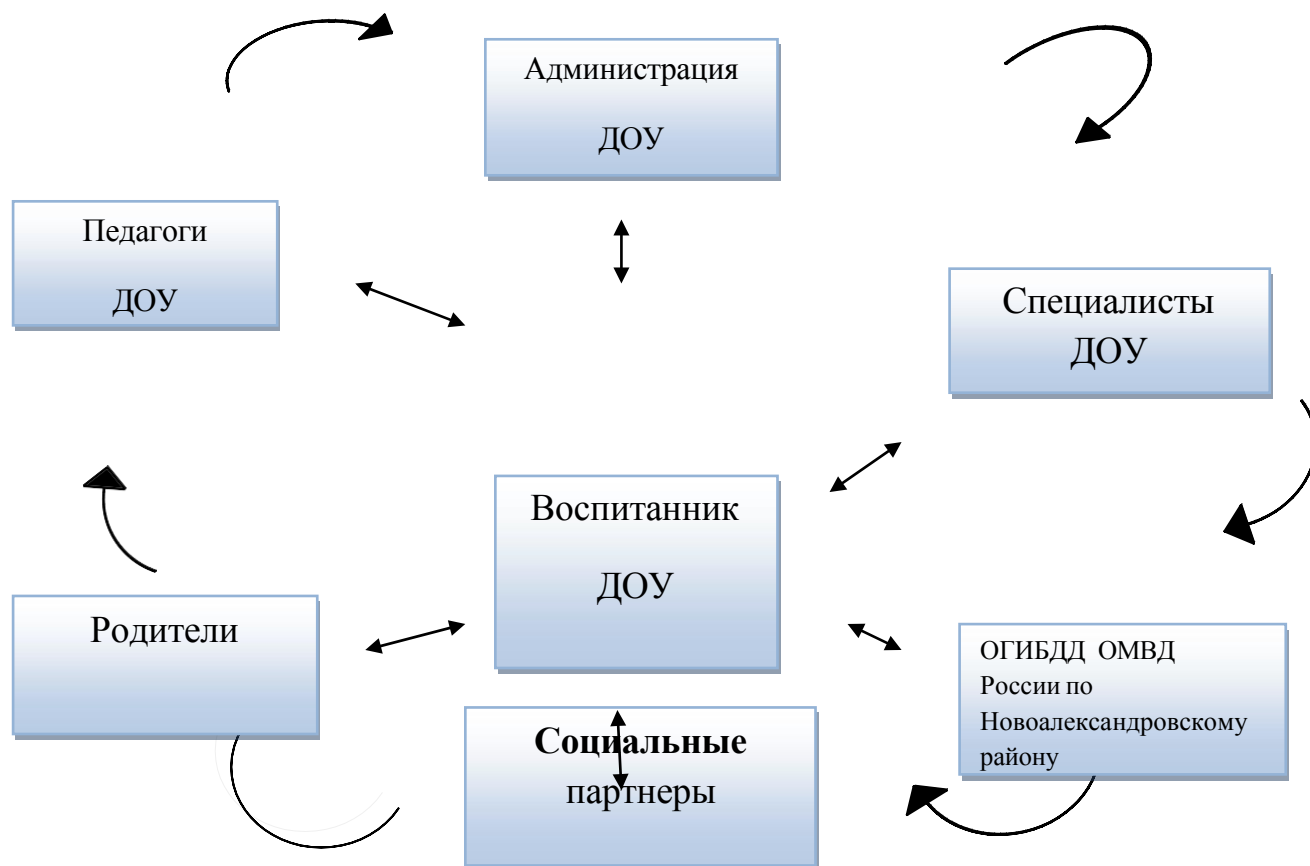 Администрация
ДОУ
Педагоги
ДОУ
Специалисты
ДОУ
Воспитанник
ДОУ
Родители
ОГИБДД ОМВД
России по
Новоалександровскому
району
Социальные
партнеры